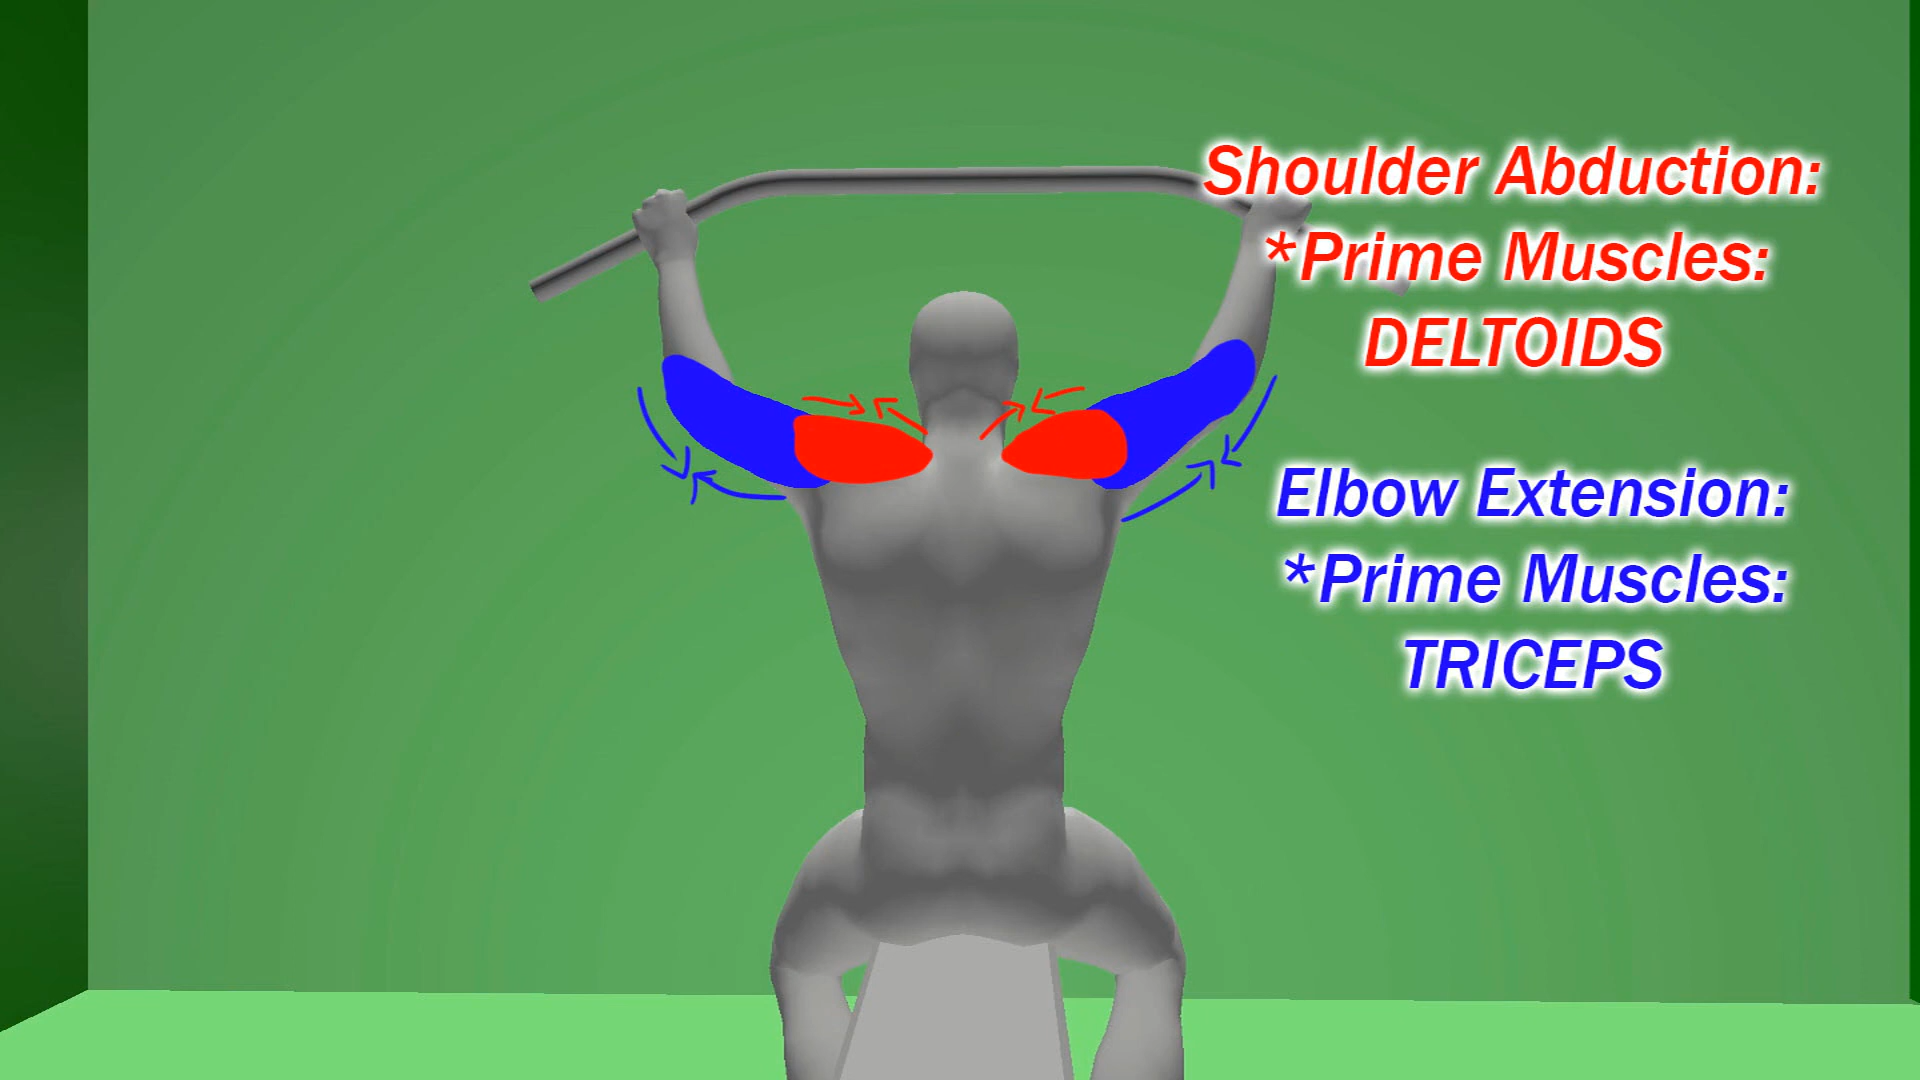 Shoulder Abduction:
*Prime Muscles:
DELTOIDS
Elbow Extension:
*Prime Muscles:
TRICEPS